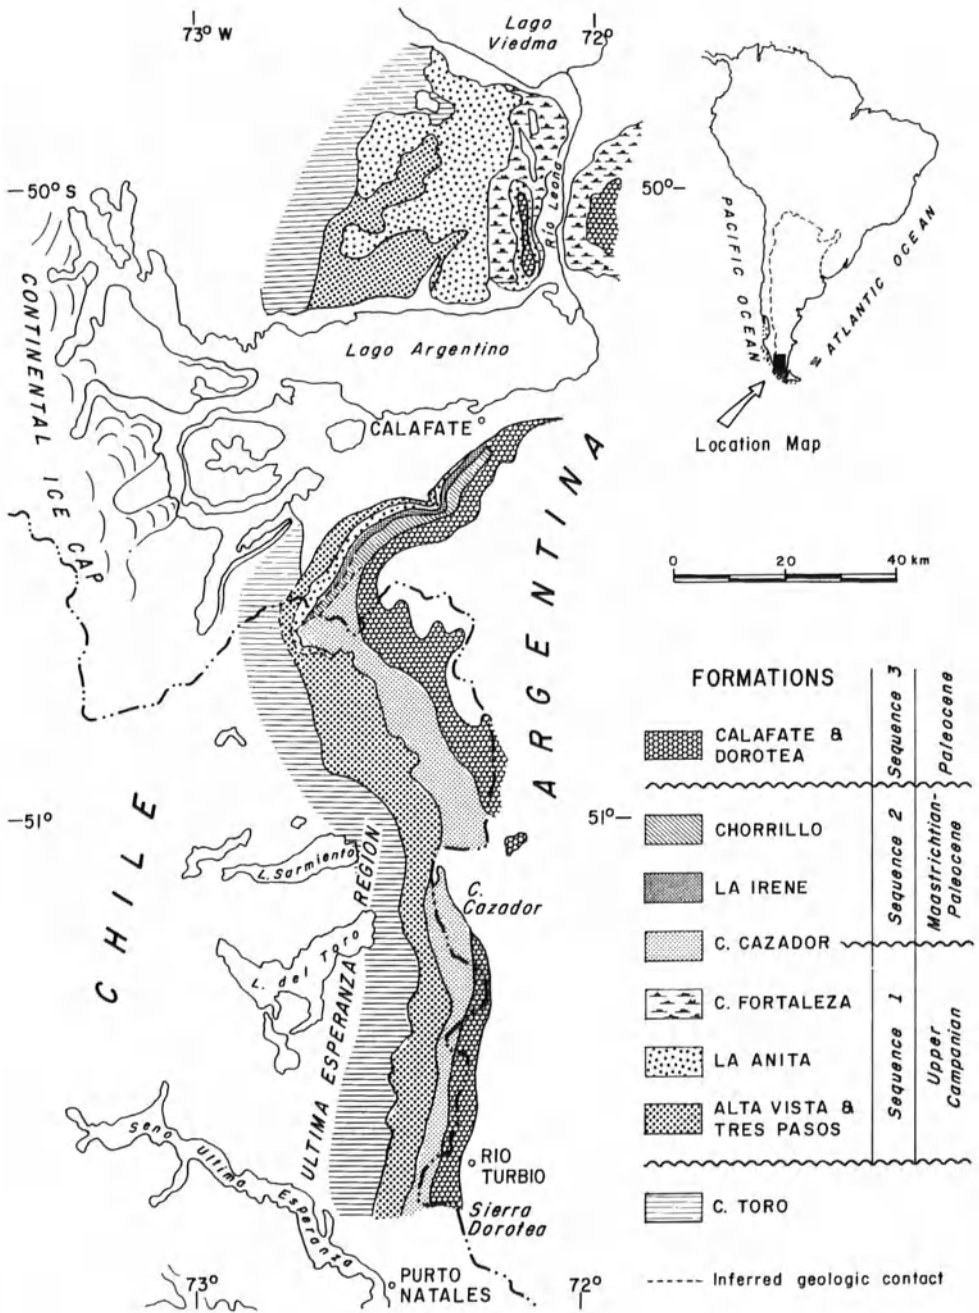 73° W
Lago
Viedma
72°
50° S
50°
Rio Leona
PACIFIC OCEAN
ATLANTIC OCEAN
CONTINENTAL ICE CAP
Lago Argentino
CALAFATE
Location Map
ARGENTINA
0 20 40 km
CHILE
51°
51°
L. Sarmiento
C.
Cazador
L. del Toro
ULTIMA ESPERANZA REGION
Seno Ultima Esperanza
RIO
TURBIO
Sierra
Dorotea
PURTO
NATALES
73°
72°
FORMATIONS
CALAFATE &
DOROTEA
CHORRILLO
LA IRENE
C. CAZADOR
C. FORTALEZA
LA ANITA
ALTA VISTA &
TRES PASOS
C. TORO
Sequence 3
Paleocene
Sequence 2
Maastrichtian-
Paleocene
Sequence 1
Upper
Campanian
Inferred geologic contact